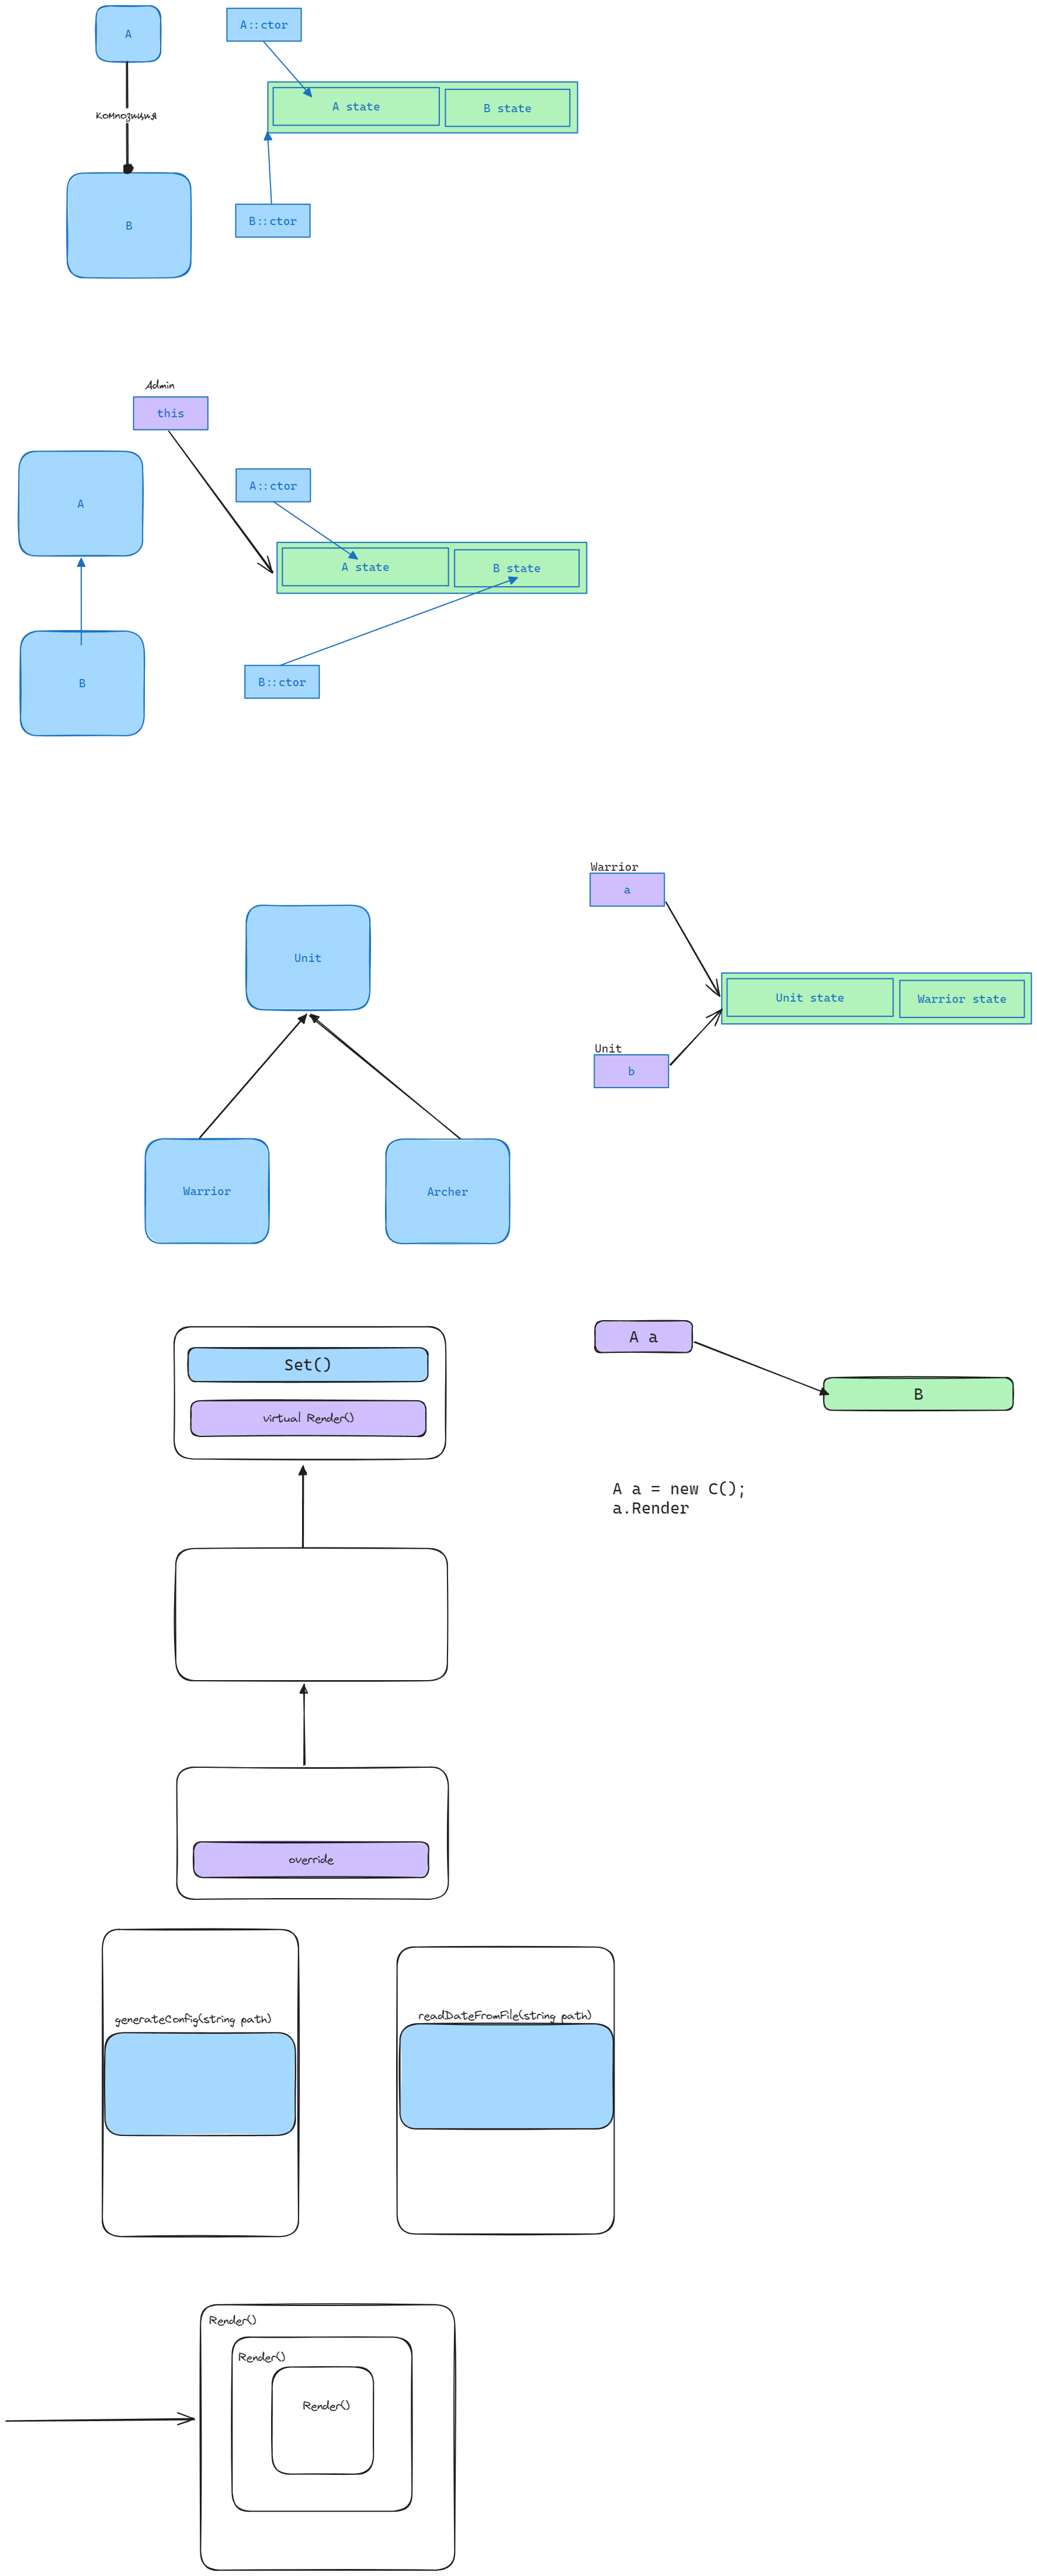 A
A::ctor
A state
B state
Композиция
B::ctor
B
Admin
this
A
A::ctor
A state
B state
B::ctor
B
Warrior
a
Unit
Unit state
Warrior state
Unit
b
Warrior
Archer
Set()
A a
virtual Render()
B
A a = new C();
a.Render
override
generateConfig(string path)
readDateFromFile(string path)
Render()
Render()
Render()